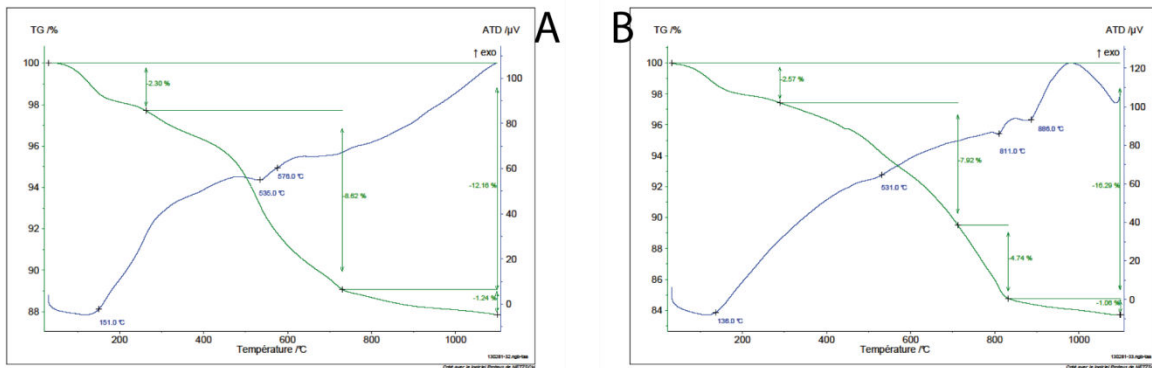 A
TG /%
ATD /µV
↑ exo
100
98
96
94
92
90
88
100
80
60
40
20
0
-2.30 %
-8.62 %
-12.16 %
-1.24 %
151.0 °C
535.0 °C
576.0 °C
200
400
600
800
1000
Température /°C
B
TG /%
ATD /µV
↑ exo
100
98
96
94
92
90
88
86
84
120
100
80
60
40
20
0
-2.57 %
-7.92 %
-4.74 %
-16.29 %
-1.06 %
136.0 °C
531.0 °C
811.0 °C
886.0 °C
200
400
600
800
1000
Température /°C